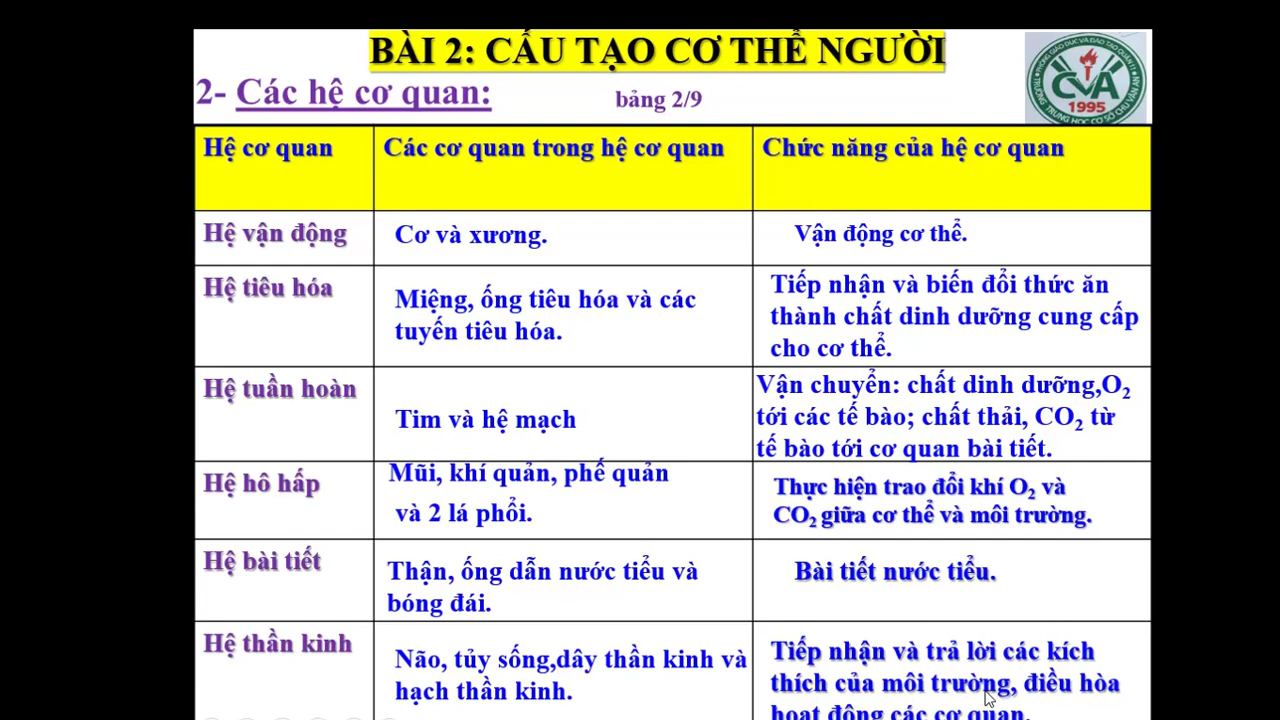 BÀI 2: CẤU TẠO CƠ THỂ NGƯỜI
2- Các hệ cơ quan:
bảng 2/9
CVA
1995
Hệ cơ quan
Các cơ quan trong hệ cơ quan
Chức năng của hệ cơ quan
Hệ vận động
Cơ và xương.
Vận động cơ thể.
Hệ tiêu hóa
Miệng, ống tiêu hóa và các
tuyến tiêu hóa.
Tiếp nhận và biến đổi thức ăn
thành chất dinh dưỡng cung cấp
cho cơ thể.
Hệ tuần hoàn
Tim và hệ mạch
Vận chuyển: chất dinh dưỡng,O₂
tới các tế bào; chất thải, CO₂ từ
tế bào tới cơ quan bài tiết.
Hệ hô hấp
Mũi, khí quản, phế quản
và 2 lá phổi.
Thực hiện trao đổi khí O₂ và
CO₂ giữa cơ thể và môi trường.
Hệ bài tiết
Thận, ống dẫn nước tiểu và
bóng đái.
Bài tiết nước tiểu.
Hệ thần kinh
Não, tủy sống,dây thần kinh và
hạch thần kinh.
Tiếp nhận và trả lời các kích
thích của môi trường, điều hòa
hoạt động các cơ quan.